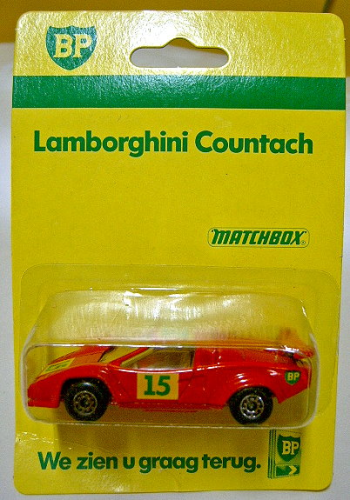 BP
Lamborghini Countach
MATCHBOX
15
BP
We zien u graag terug.
BP